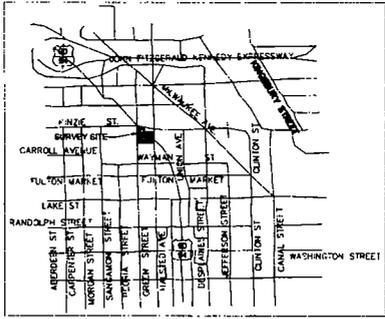 JOHN FITZGERALD KENNEDY EXPRESSWAY
KINGSBURY STREET
MILWAUKEE AVE
KINZIE ST.
SURVEY SITE
CARROLL AVENUE
WAYMAN ST
UNION AVE
CLINTON ST.
FULTON MARKET
FULTON MARKET
LAKE ST
RANDOLPH STREET
WASHINGTON STREET
ABERDEEN ST
CARPENTER ST
MORGAN STREET
SANGAMON STREET
PEORIA STREET
GREEN STREET
HALSTED AVE
DESPLAINES STREET
JEFFERSON STREET
CLINTON ST
CANAL STREET